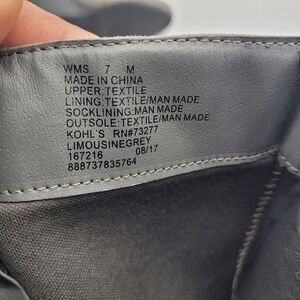 WMS 7 M
MADE IN CHINA
UPPER:TEXTILE
LINING:TEXTILE/MAN MADE
SOCKLINING:MAN MADE
OUTSOLE:TEXTILE/MAN MADE
KOHL'S RN#73277
LIMOUSINEGREY
167216 08/17
888737835764